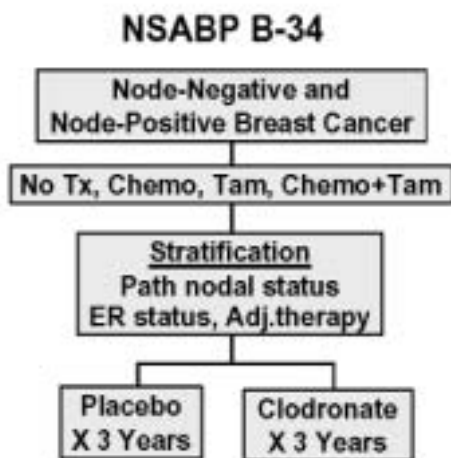 NSABP B-34
Node-Negative and
Node-Positive Breast Cancer
No Tx, Chemo, Tam, Chemo+Tam
Stratification
Path nodal status
ER status, Adj.therapy
Placebo
X 3 Years
Clodronate
X 3 Years